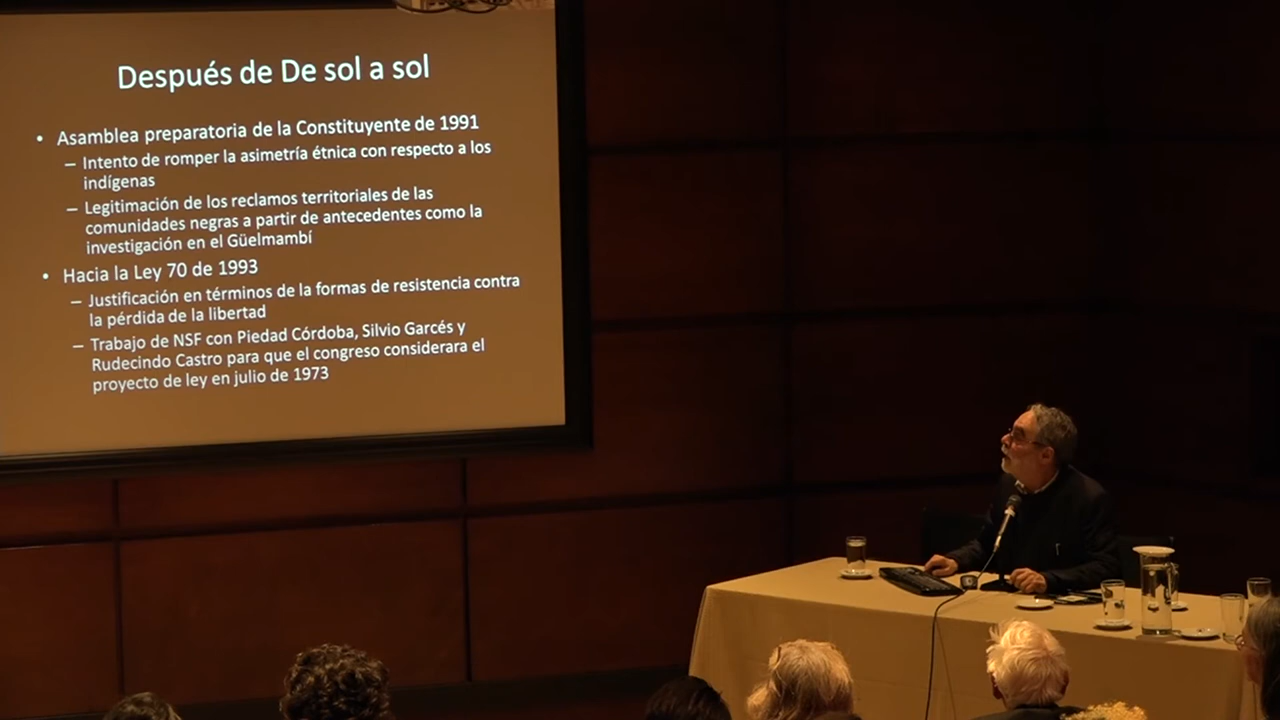 Después de De sol a sol
• Asamblea preparatoria de la Constituyente de 1991
– Intento de romper la asimetría étnica con respecto a los
indígenas
– Legitimación de los reclamos territoriales de las
comunidades negras a partir de antecedentes como la
investigación en el Güelmambí
• Hacia la Ley 70 de 1993
– Justificación en términos de la formas de resistencia contra
la pérdida de la libertad
– Trabajo de NSF con Piedad Córdoba, Silvio Garcés y
Rudecindo Castro para que el congreso considerara el
proyecto de ley en julio de 1973